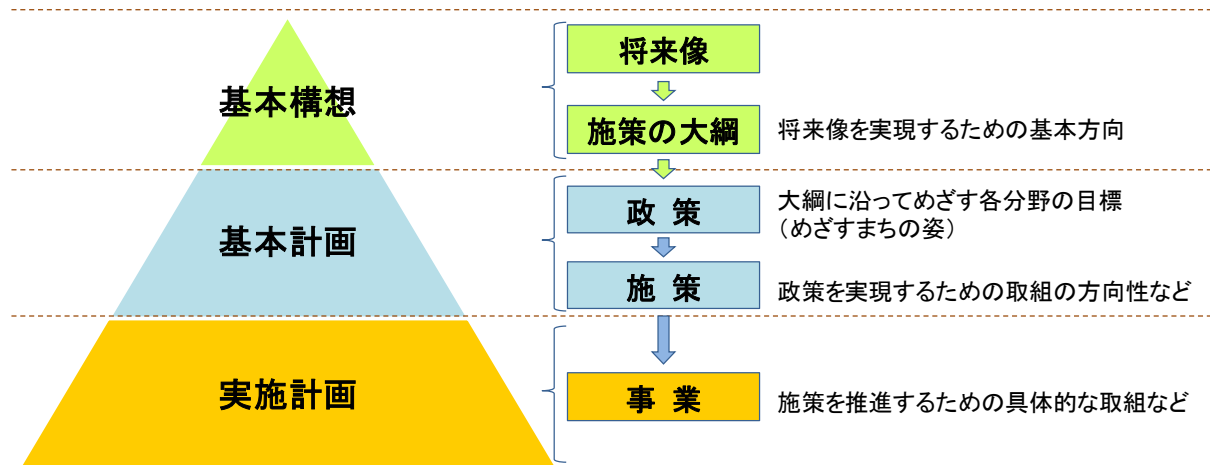 基本構想
将来像
施策の大綱
将来像を実現するための基本方向
基本計画
政 策
大綱に沿ってめざす各分野の目標
(めざすまちの姿)
施 策
政策を実現するための取組の方向性など
実施計画
事 業
施策を推進するための具体的な取組など